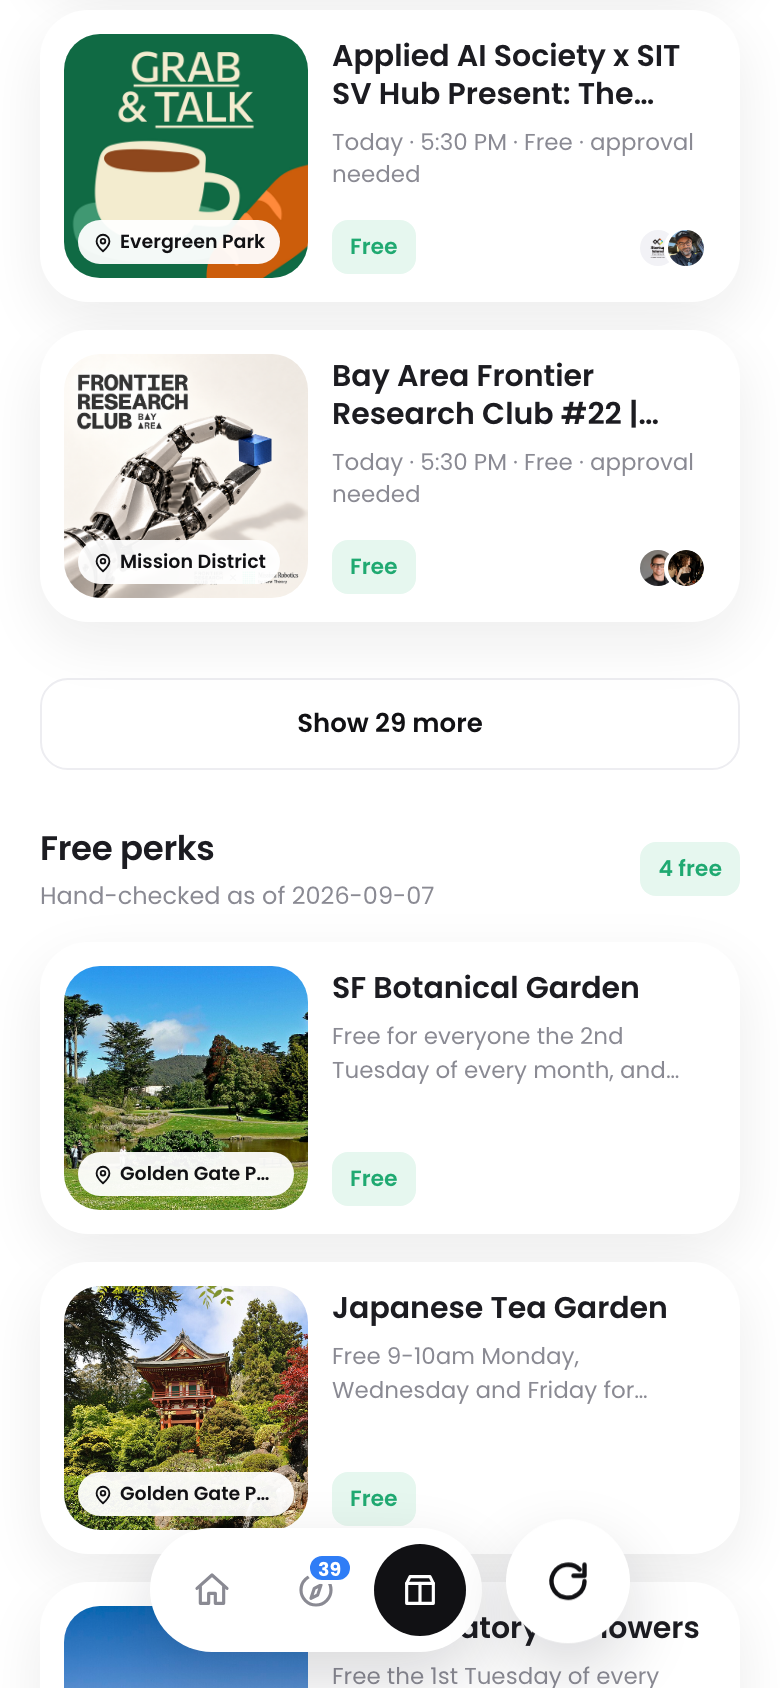 GRAB
& TALK
Evergreen Park
Applied AI Society x SIT
SV Hub Present: The...
Today · 5:30 PM · Free · approval
needed
Free
FRONTIER
RESEARCH
CLUB BAY
AREA
Mission District
Robotics
Bay Area Frontier
Research Club #22 |...
Today · 5:30 PM · Free · approval
needed
Free
Show 29 more
Free perks
Hand-checked as of 2026-09-07
4 free
SF Botanical Garden
Free for everyone the 2nd
Tuesday of every month, and...
Golden Gate P...
Free
Japanese Tea Garden
Free 9-10am Monday,
Wednesday and Friday for...
Golden Gate P...
Free
39
Free the 1st Tuesday of every